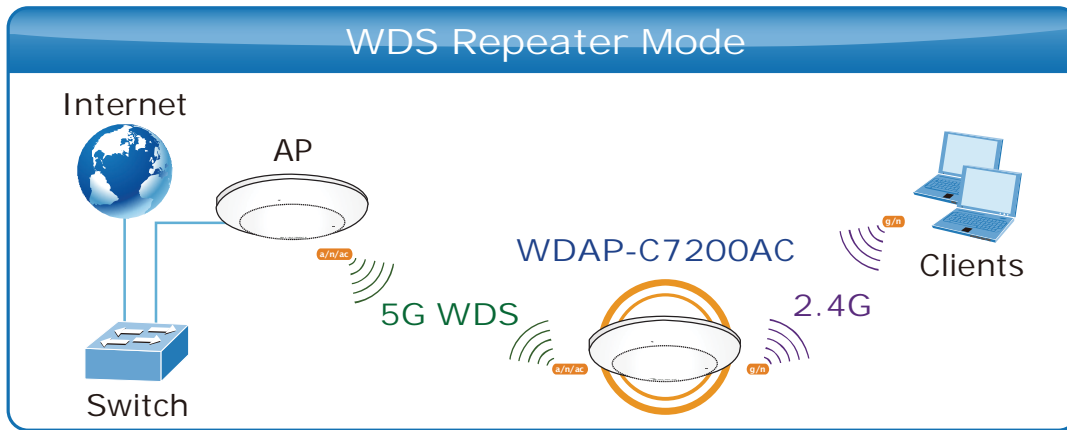 WDS Repeater Mode
Internet
AP
a/n/ac
5G WDS
WDAP-C7200AC
a/n/ac
g/n
2.4G
g/n
Clients
Switch